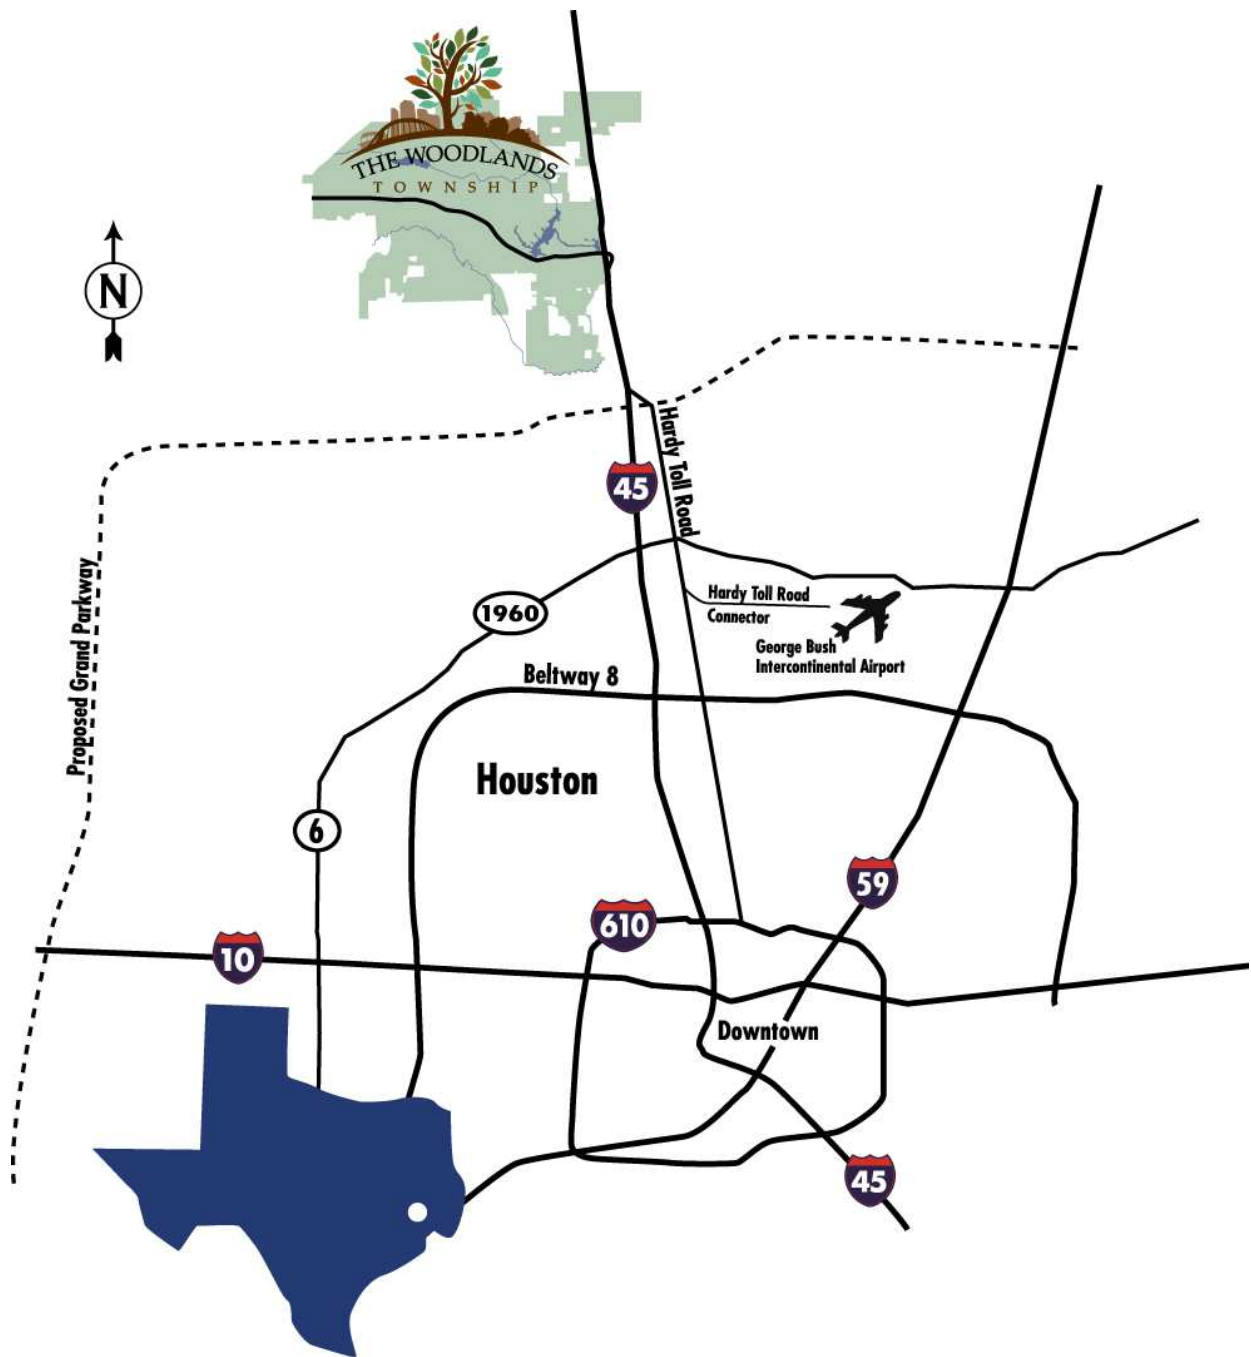 THE WOODLANDS
TOWNSHIP
N
Hardy Toll Road
45
Proposed Grand Parkway
1960
Hardy Toll Road
Connector
George Bush
Intercontinental Airport
Beltway 8
Houston
6
59
610
10
Downtown
45